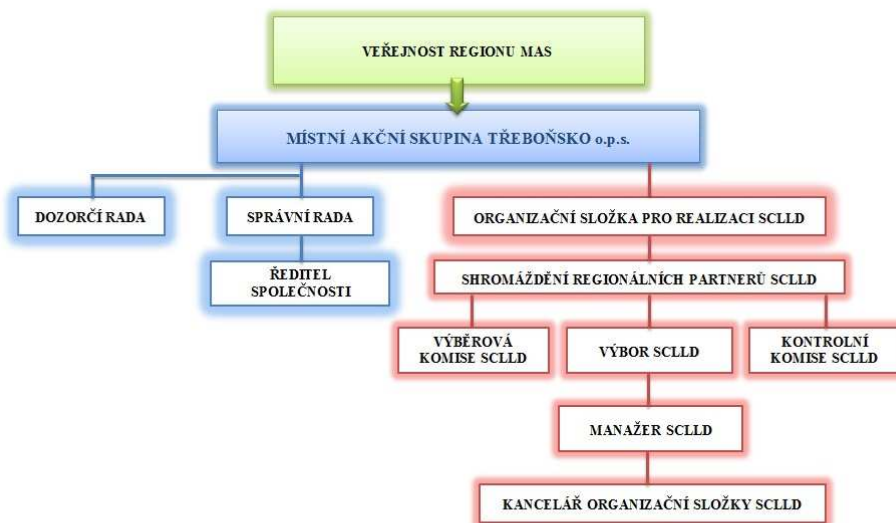 VEŘEJNOST REGIONU MAS
MÍSTNÍ AKČNÍ SKUPINA TŘEBOŇSKO o.p.s.
DOZORČÍ RADA
SPRÁVNÍ RADA
ORGANIZAČNÍ SLOŽKA PRO REALIZACI SCLLD
ŘEDITEL
SPOLEČNOSTI
SHROMÁŽDĚNÍ REGIONÁLNÍCH PARTNERŮ SCLLD
VÝBĚROVÁ
KOMISE SCLLD
VÝBOR SCLLD
KONTROLNÍ
KOMISE SCLLD
MANAŽER SCLLD
KANCELÁŘ ORGANIZAČNÍ SLOŽKY SCLLD